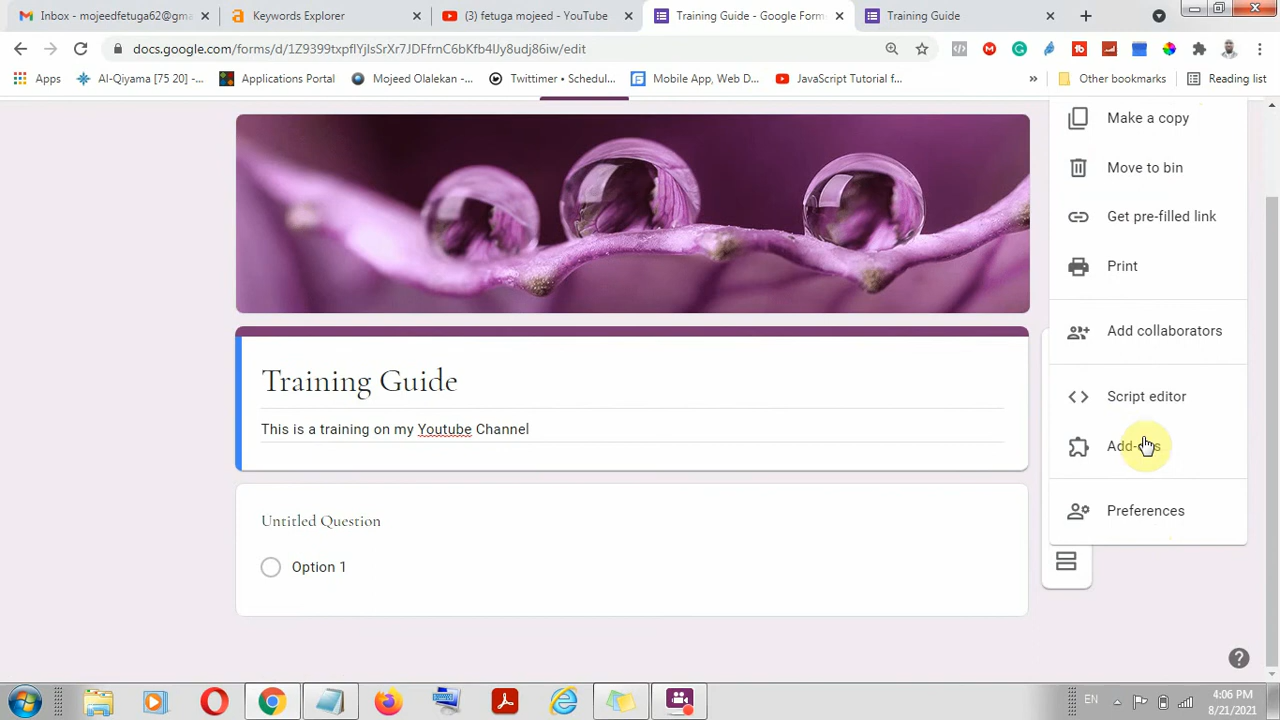 Inbox - mojeedfetuga62@gma
Keywords Explorer
(3) fetuga mojeed - YouTube
Training Guide - Google Form
Training Guide
docs.google.com/forms/d/1Z9399txpflYjIsSrXr7JDFfrnC6bKfb4IJy8udj86iw/edit
Apps
Al-Qiyama [75 20] -...
Applications Portal
Mojeed Olalekan -...
Twittimer • Schedul...
Mobile App, Web D...
JavaScript Tutorial f...
»
Other bookmarks
Reading list
Make a copy
Move to bin
Get pre-filled link
Print
Add collaborators
Script editor
Preferences
Training Guide
This is a training on my Youtube Channel
Untitled Question
Option 1
EN
4:06 PM
8/21/2021